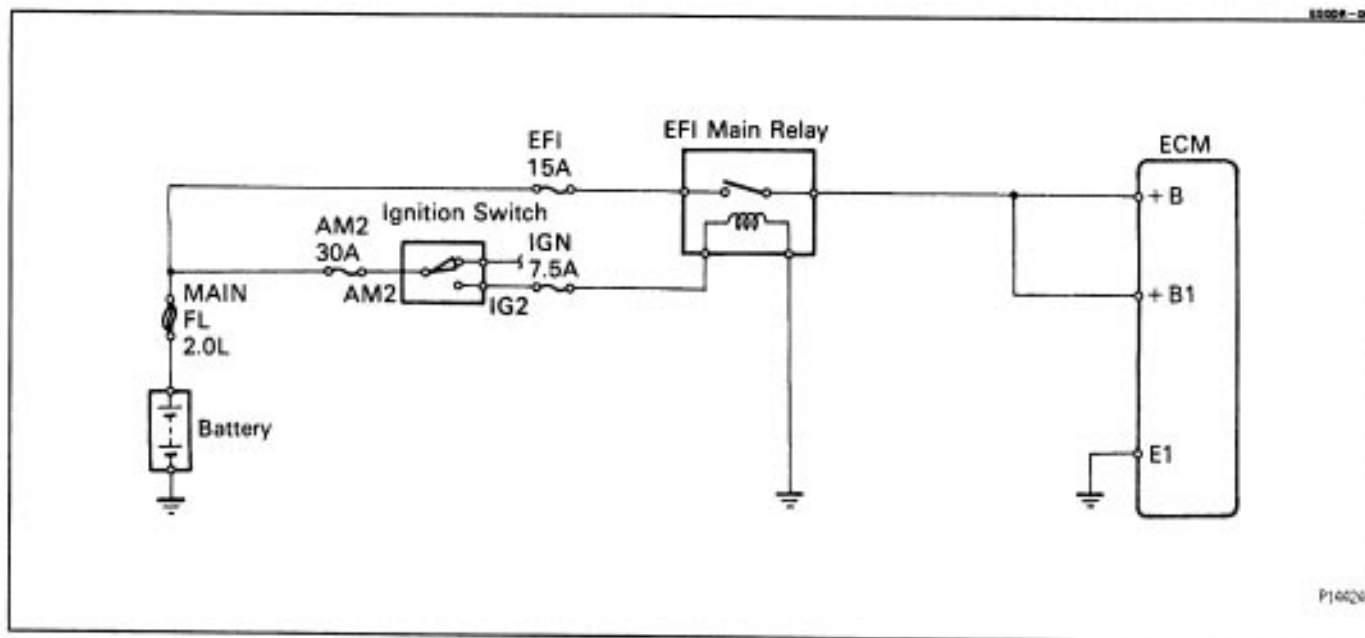 EFI Main Relay
EFI
15A
ECM
+ B
Ignition Switch
AM2
30A
IGN
7.5A
AM2
IG2
MAIN
FL
2.0L
+ B1
Battery
E1